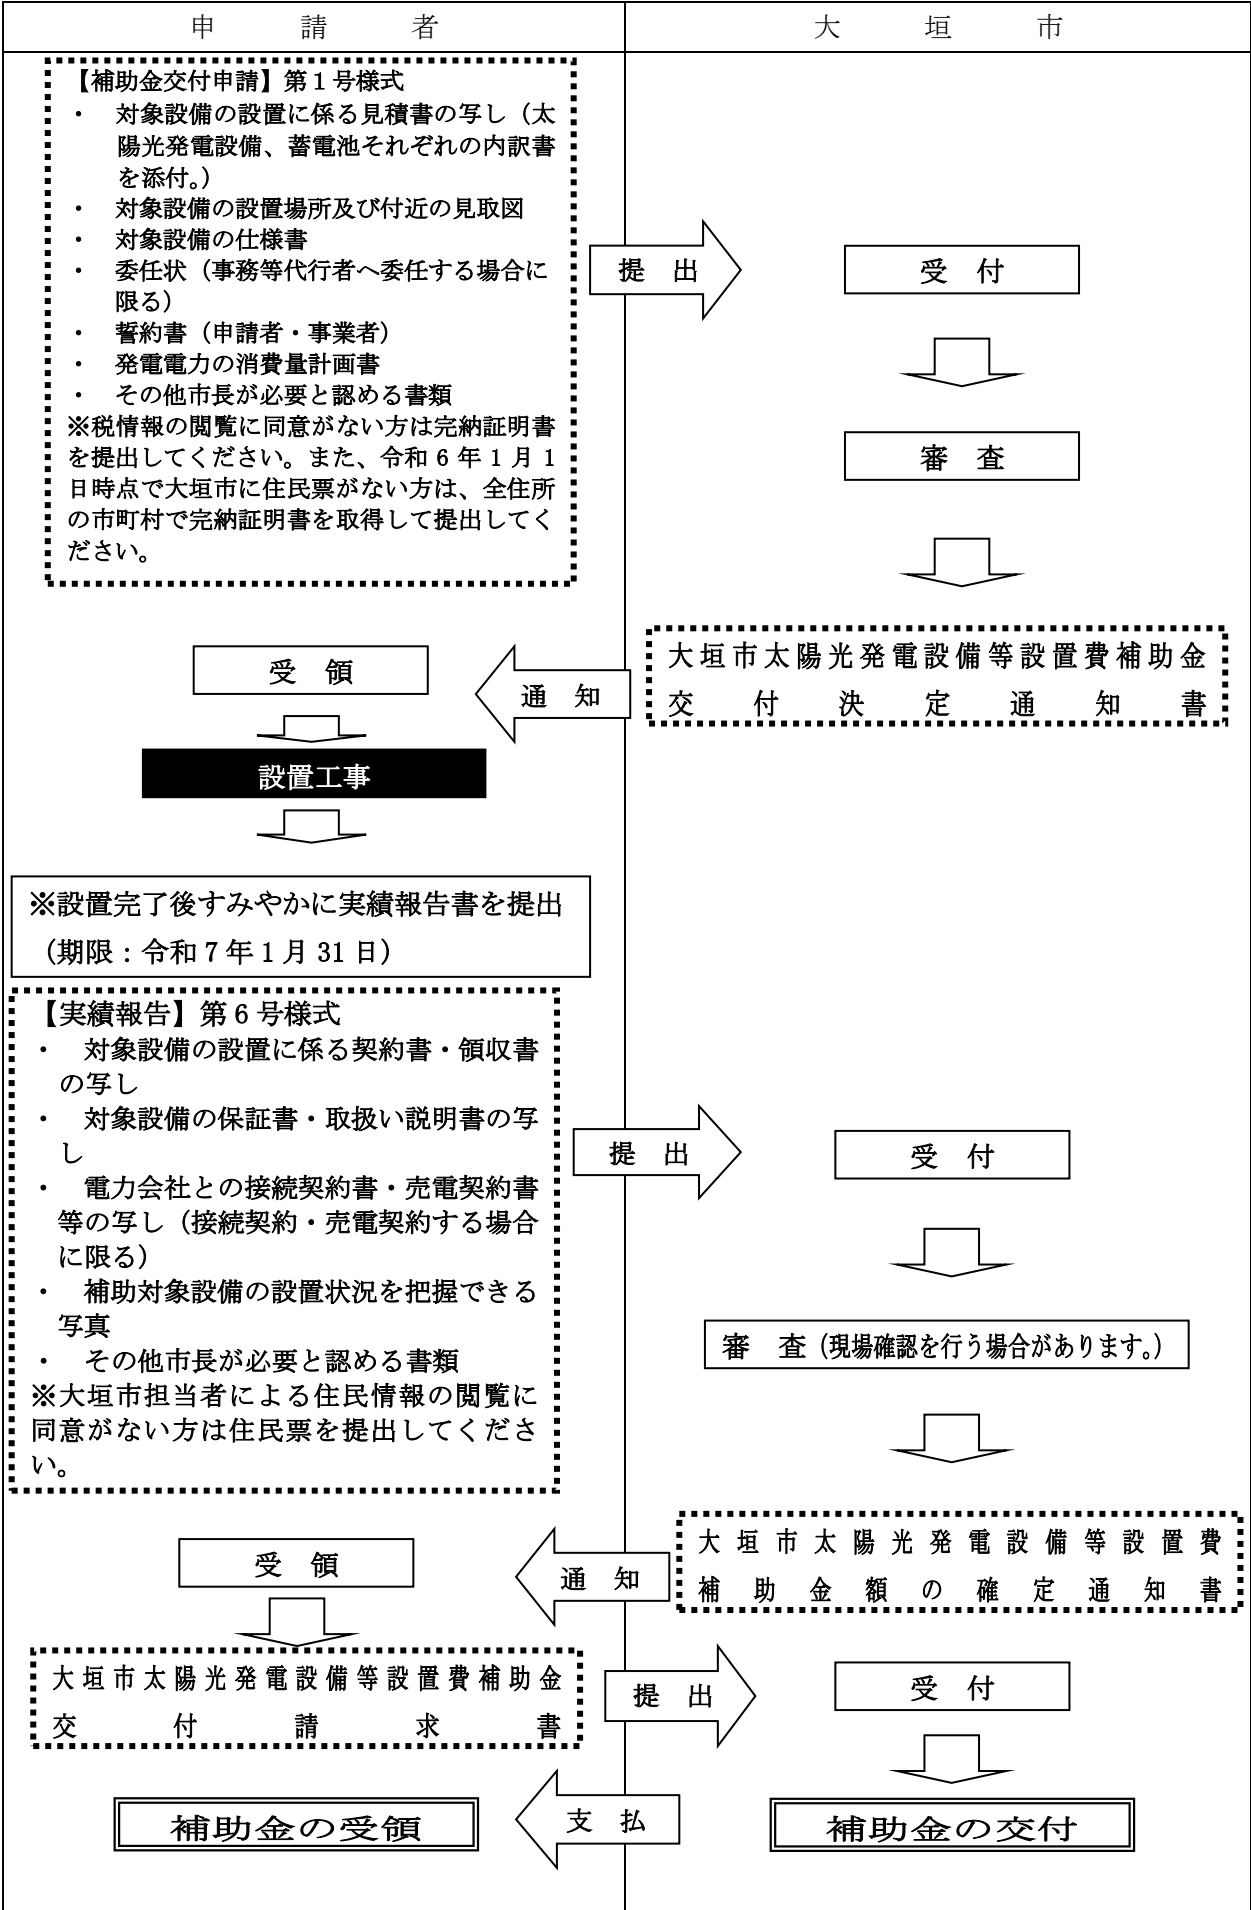 申請者
大垣市
【補助金交付申請】第１号様式
・　対象設備の設置に係る見積書の写し（太
陽光発電設備、蓄電池それぞれの内訳書
を添付。）
・　対象設備の設置場所及び付近の見取図
・　対象設備の仕様書
・　委任状（事務等代行者へ委任する場合に
限る）
・　誓約書（申請者・事業者）
・　発電電力の消費量計画書
・　その他市長が必要と認める書類
※税情報の閲覧に同意がない方は完納証明書
を提出してください。また、令和６年１月１
日時点で大垣市に住民票がない方は、全住所
の市町村で完納証明書を取得して提出してく
ださい。
提　出
受　付
審　査
大垣市太陽光発電設備等設置費補助金
交付決定通知書
通　知
受　領
設置工事
※設置完了後すみやかに実績報告書を提出
（期限：令和７年１月 31 日）
【実績報告】第６号様式
・　対象設備の設置に係る契約書・領収書
の写し
・　対象設備の保証書・取扱い説明書の写
し
・　電力会社との接続契約書・売電契約書
等の写し（接続契約・売電契約する場合
に限る）
・　補助対象設備の設置状況を把握できる
写真
・　その他市長が必要と認める書類
※大垣市担当者による住民情報の閲覧に
同意がない方は住民票を提出してくださ
い。
提　出
受　付
審　査（現場確認を行う場合があります。）
大垣市太陽光発電設備等設置費
補助金額の確定通知書
通　知
受　領
大垣市太陽光発電設備等設置費補助金
交付請求書
提　出
受　付
補助金の交付
支　払
補助金の受領